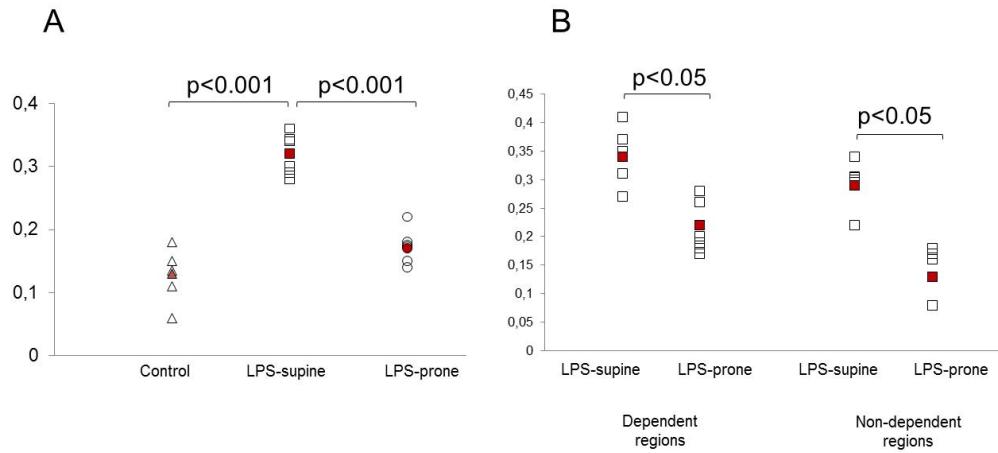 A
p<0.001
p<0.001
0,4
0,3
0,2
0,1
0
Control
LPS-supine
LPS-prone
B
p<0.05
p<0.05
0,45
0,4
0,35
0,3
0,25
0,2
0,15
0,1
0,05
0
LPS-supine
LPS-prone
LPS-supine
LPS-prone
Dependent
regions
Non-dependent
regions